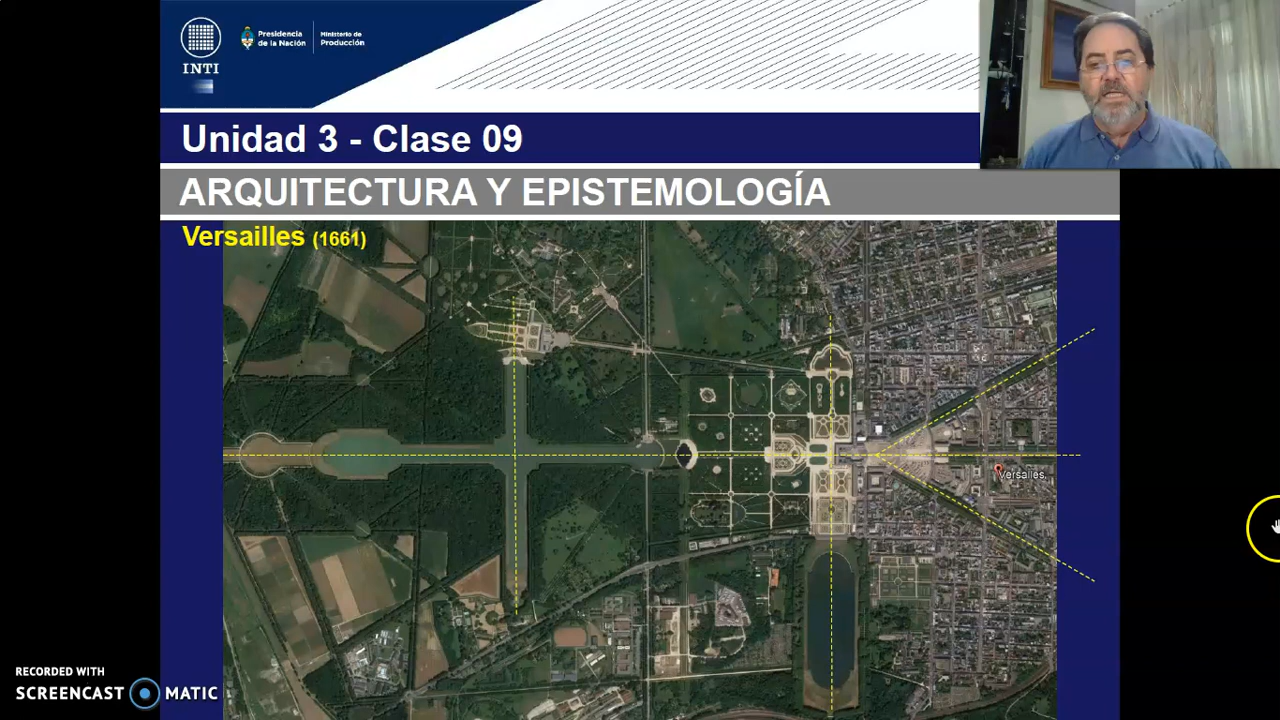 INTI
Presidencia
de la Nación
Ministerio de
Producción
Unidad 3 - Clase 09
ARQUITECTURA Y EPISTEMOLOGÍA
Versailles (1661)
Versalles
RECORDED WITH
SCREENCAST MATIC